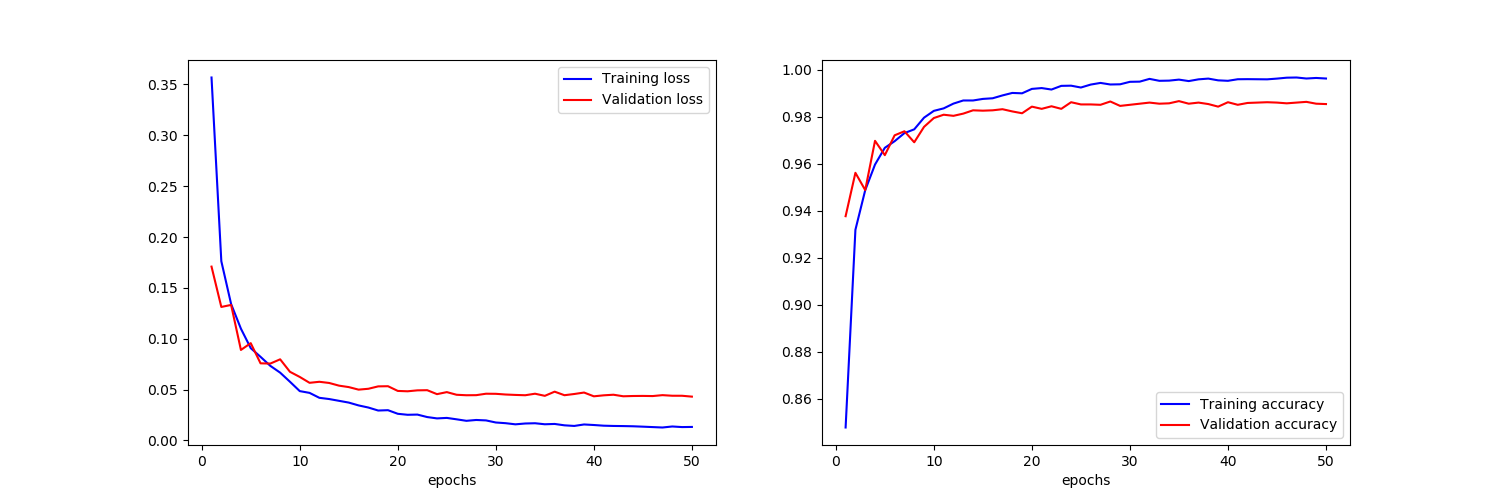 0.35
0.30
0.25
0.20
0.15
0.10
0.05
0.00
0 10 20 30 40 50
epochs
Training loss
Validation loss
1.00
0.98
0.96
0.94
0.92
0.90
0.88
0.86
0 10 20 30 40 50
epochs
Training accuracy
Validation accuracy